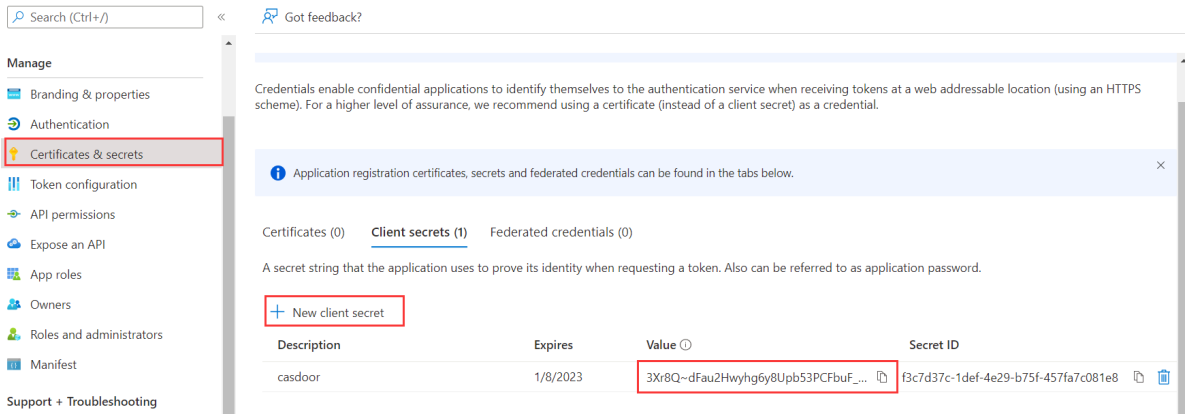 Search (Ctrl+/)
«
Got feedback?
Manage
Branding & properties
Authentication
Certificates & secrets
Token configuration
API permissions
Expose an API
App roles
Owners
Roles and administrators
Manifest
Support + Troubleshooting
Credentials enable confidential applications to identify themselves to the authentication service when receiving tokens at a web addressable location (using an HTTPS
scheme). For a higher level of assurance, we recommend using a certificate (instead of a client secret) as a credential.
Application registration certificates, secrets and federated credentials can be found in the tabs below.
Certificates (0) Client secrets (1) Federated credentials (0)
A secret string that the application uses to prove its identity when requesting a token. Also can be referred to as application password.
+ New client secret
Description Expires Value Secret ID
casdoor 1/8/2023 3Xr8Q~dFau2Hwyhg6y8Upb53PCFbuF_... f3c7d37c-1def-4e29-b75f-457fa7c081e8